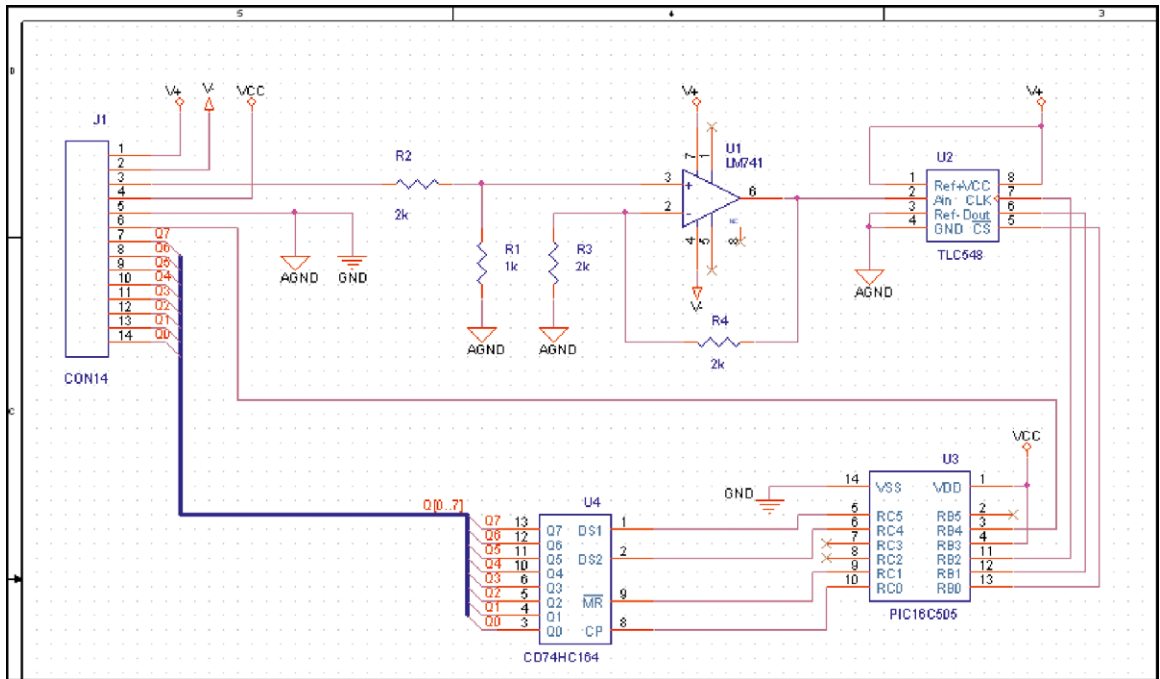 5 4 3
D
C
V+ V- VCC
J1
1
2
3
4
5
6
7 Q7
8 Q6
9 Q5
10 Q4
11 Q3
12 Q2
13 Q1
14 Q0
CON14
AGND GND
R2
2k
R1
1k
AGND
R3
2k
AGND
V+
7 1
U1
LM741
3 +
2 -
6
4 5 8
NC
V-
R4
2k
V+
U2
1 Ref+ VCC 8
2 Ain CLK 7
3 Ref- Dout 6
4 GND CS 5
TLC548
AGND
Q[0..7]
U4
Q7 13 Q7 DS1 1
Q6 12 Q6
Q5 11 Q5 DS2 2
Q4 10 Q4
Q3 6 Q3
Q2 5 Q2 MR 9
Q1 4 Q1
Q0 3 Q0 CP 8
CD74HC164
VCC
U3
GND
14 VSS VDD 1
5 RC5 RB5 2
6 RC4 RB4 3
7 RC3 RB3 4
8 RC2 RB2 11
9 RC1 RB1 12
10 RC0 RB0 13
PIC16C505